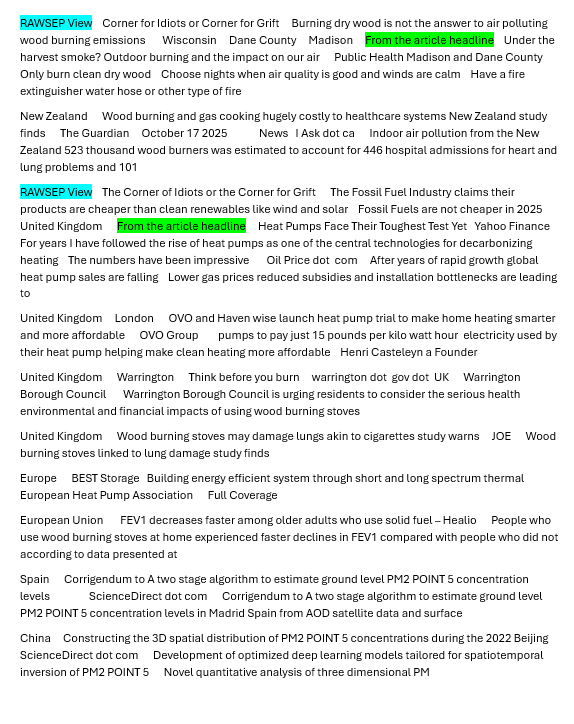 RAWSEP View Corner for Idiots or Corner for Grift Burning dry wood is not the answer to air polluting
wood burning emissions Wisconsin Dane County Madison From the article headline Under the
harvest smoke? Outdoor burning and the impact on our air Public Health Madison and Dane County
Only burn clean dry wood Choose nights when air quality is good and winds are calm Have a fire
extinguisher water hose or other type of fire
New Zealand Wood burning and gas cooking hugely costly to healthcare systems New Zealand study
finds The Guardian October 17 2025 News I Ask dot ca Indoor air pollution from the New
Zealand 523 thousand wood burners was estimated to account for 446 hospital admissions for heart and
lung problems and 101
RAWSEP View The Corner of Idiots or the Corner for Grift The Fossil Fuel Industry claims their
products are cheaper than clean renewables like wind and solar Fossil Fuels are not cheaper in 2025
United Kingdom From the article headline Heat Pumps Face Their Toughest Test Yet Yahoo Finance
For years I have followed the rise of heat pumps as one of the central technologies for decarbonizing
heating The numbers have been impressive Oil Price dot com After years of rapid growth global
heat pump sales are falling Lower gas prices reduced subsidies and installation bottlenecks are leading
to
United Kingdom London OVO and Haven wise launch heat pump trial to make home heating smarter
and more affordable OVO Group pumps to pay just 15 pounds per kilo watt hour electricity used by
their heat pump helping make clean heating more affordable Henri Casteleyn a Founder
United Kingdom Warrington Think before you burn warrington dot gov dot UK Warrington
Borough Council Warrington Borough Council is urging residents to consider the serious health
environmental and financial impacts of using wood burning stoves
United Kingdom Wood burning stoves may damage lungs akin to cigarettes study warns JOE Wood
burning stoves linked to lung damage study finds
Europe BEST Storage Building energy efficient system through short and long spectrum thermal
European Heat Pump Association Full Coverage
European Union FEV1 decreases faster among older adults who use solid fuel – Healio People who
use wood burning stoves at home experienced faster declines in FEV1 compared with people who did not
according to data presented at
Spain Corrigendum to A two stage algorithm to estimate ground level PM2 POINT 5 concentration
levels ScienceDirect dot com Corrigendum to A two stage algorithm to estimate ground level
PM2 POINT 5 concentration levels in Madrid Spain from AOD satellite data and surface
China Constructing the 3D spatial distribution of PM2 POINT 5 concentrations during the 2022 Beijing
ScienceDirect dot com Development of optimized deep learning models tailored for spatiotemporal
inversion of PM2 POINT 5 Novel quantitative analysis of three dimensional PM